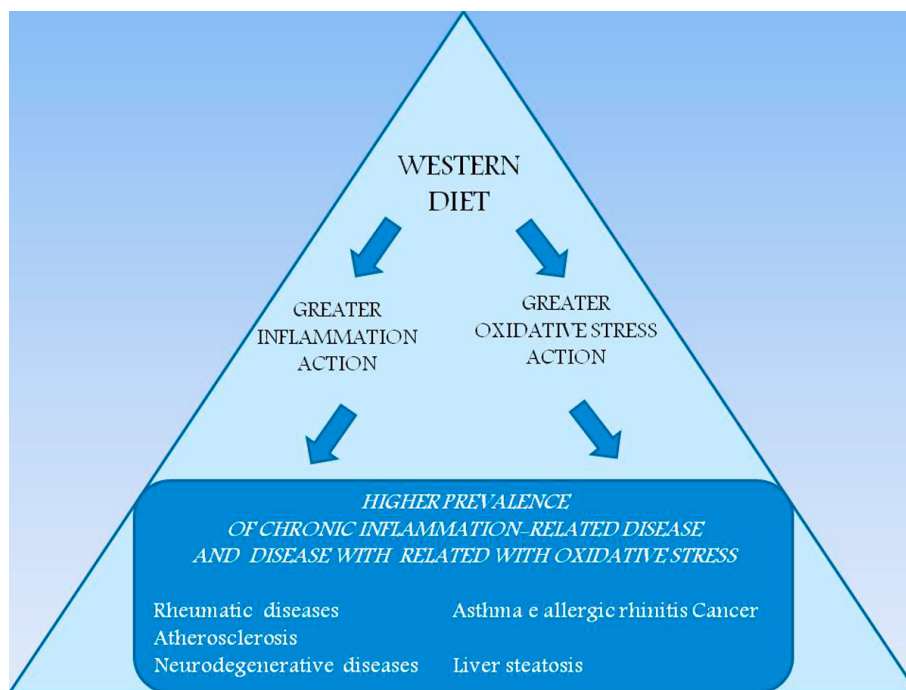 WESTERN
DIET
GREATER
INFLAMMATION
ACTION
GREATER
OXIDATIVE STRESS
ACTION
HIGHER PREVALENCE
OF CHRONIC INFLAMMATION-RELATED DISEASE
AND DISEASE WITH RELATED WITH OXIDATIVE STRESS
Rheumatic diseases
Atherosclerosis
Neurodegenerative diseases
Asthma e allergic rhinitis Cancer
Liver steatosis